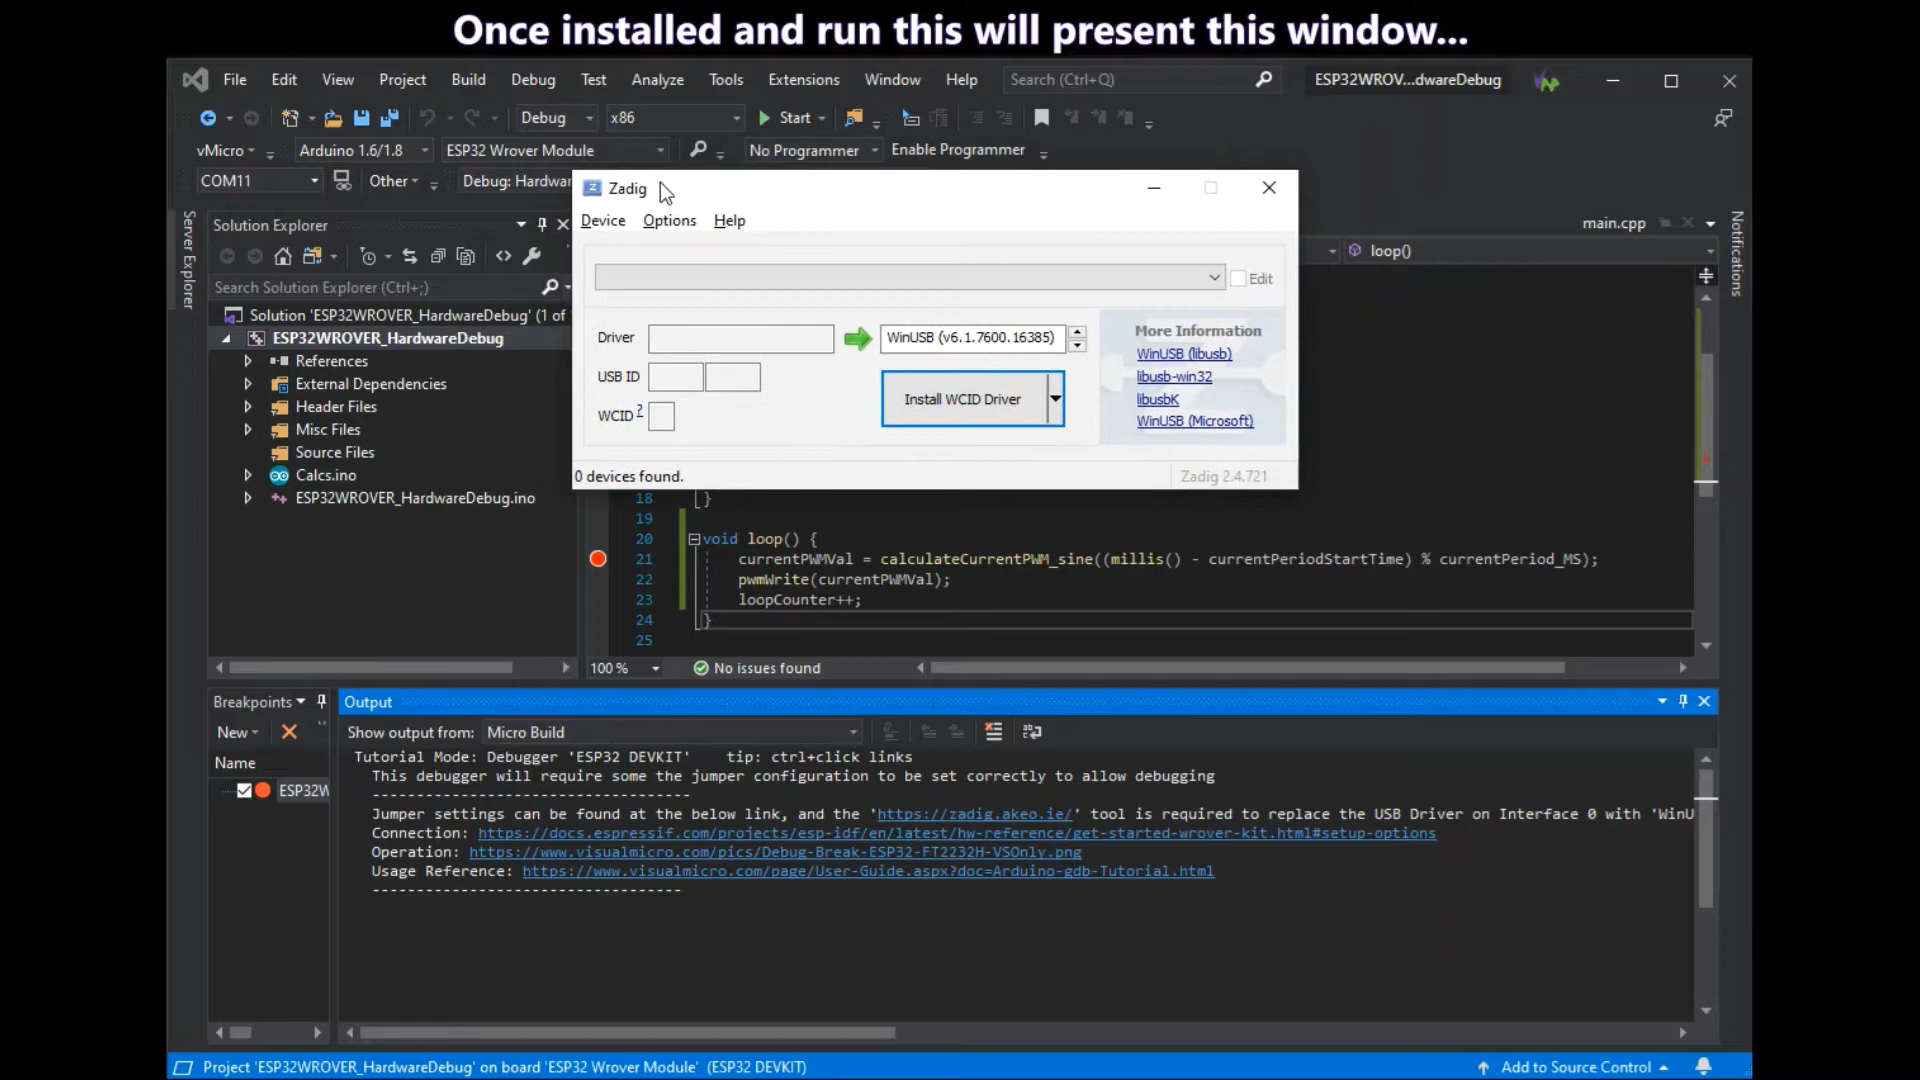 Once installed and run this will present this window...
File Edit View Project Build Debug Test Analyze Tools Extensions Window Help Search (Ctrl+Q) ESP32WROV...dwareDebug
Debug x86 Start
vMicro Arduino 1.6/1.8 ESP32 Wrover Module No Programmer Enable Programmer
COM11 Other Debug: Hardwa
Zadig
Device Options Help
Edit
Driver WinUSB (v6.1.7600.16385)
USB ID
WCID ?
Install WCID Driver
More Information
WinUSB (libusb)
libusb-win32
libusbK
WinUSB (Microsoft)
0 devices found. Zadig 2.4.721
Server Explorer
Solution Explorer
Search Solution Explorer (Ctrl+;)
Solution 'ESP32WROVER_HardwareDebug' (1 of
ESP32WROVER_HardwareDebug
References
External Dependencies
Header Files
Misc Files
Source Files
Calcs.ino
ESP32WROVER_HardwareDebug.ino
main.cpp
loop()
Notifications
18 }
19
20 void loop() {
21 currentPWMVal = calculateCurrentPWM_sine((millis() - currentPeriodStartTime) % currentPeriod_MS);
22 pwmWrite(currentPWMVal);
23 loopCounter++;
24 }
25
100 % No issues found
Breakpoints
New
Name
ESP32W
Output
Show output from: Micro Build
Tutorial Mode: Debugger 'ESP32 DEVKIT' tip: ctrl+click links
This debugger will require some the jumper configuration to be set correctly to allow debugging
-----------------------------------
Jumper settings can be found at the below link, and the 'https://zadig.akeo.ie/' tool is required to replace the USB Driver on Interface 0 with 'WinU
Connection: https://docs.espressif.com/projects/esp-idf/en/latest/hw-reference/get-started-wrover-kit.html#setup-options
Operation: https://www.visualmicro.com/pics/Debug-Break-ESP32-FT2232H-VSOnly.png
Usage Reference: https://www.visualmicro.com/page/User-Guide.aspx?doc=Arduino-gdb-Tutorial.html
----------------------------------
Project 'ESP32WROVER_HardwareDebug' on board 'ESP32 Wrover Module' (ESP32 DEVKIT) Add to Source Control